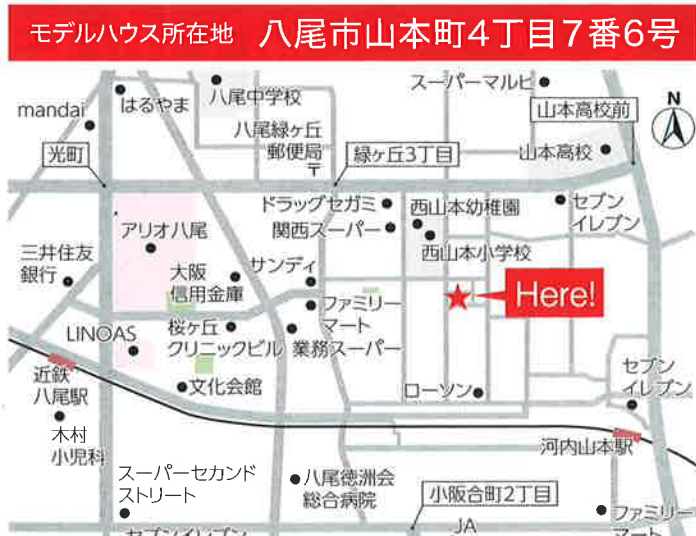 モデルハウス所在地 八尾市山本町4丁目7番6号
スーパーマルヒ
N
mandai
はるやま
八尾中学校
山本高校前
八尾緑ヶ丘
郵便局
〒
光町
緑ヶ丘3丁目
山本高校
ドラッグセガミ
西山本幼稚園
セブン
イレブン
アリオ八尾
関西スーパー
西山本小学校
三井住友
銀行
大阪
信用金庫
サンディ
Here!
ファミリー
マート
LINOAS
桜ヶ丘
クリニックビル
業務スーパー
近鉄
八尾駅
文化会館
ローソン
セブン
イレブン
木村
小児科
河内山本駅
スーパーセカンド
ストリート
八尾徳洲会
総合病院
小阪合町2丁目
ファミリー
マート
セブンイレブン
JA